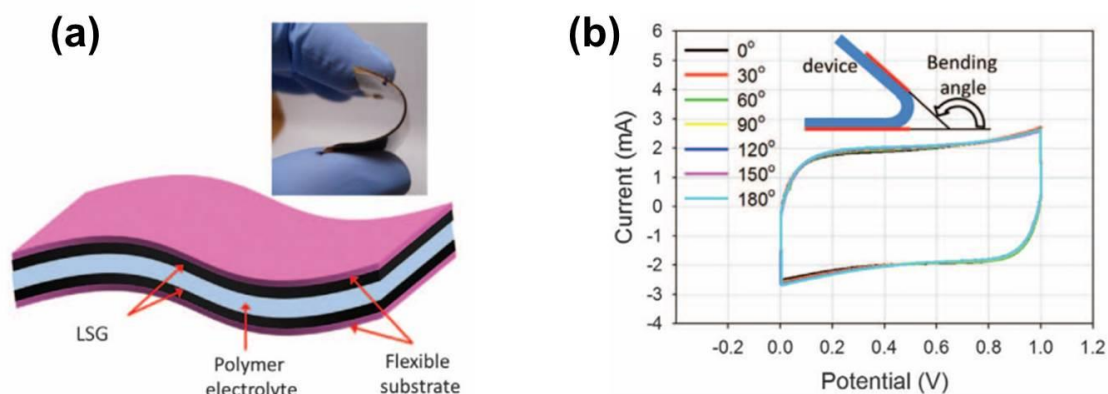 (a)
LSG
Polymer
electrolyte
Flexible
substrate
(b)
Current (mA)
6
5
4
3
2
1
0
-1
-2
-3
-4
0°
30°
60°
90°
120°
150°
180°
device
Bending
angle
-0.2 0.0 0.2 0.4 0.6 0.8 1.0 1.2
Potential (V)